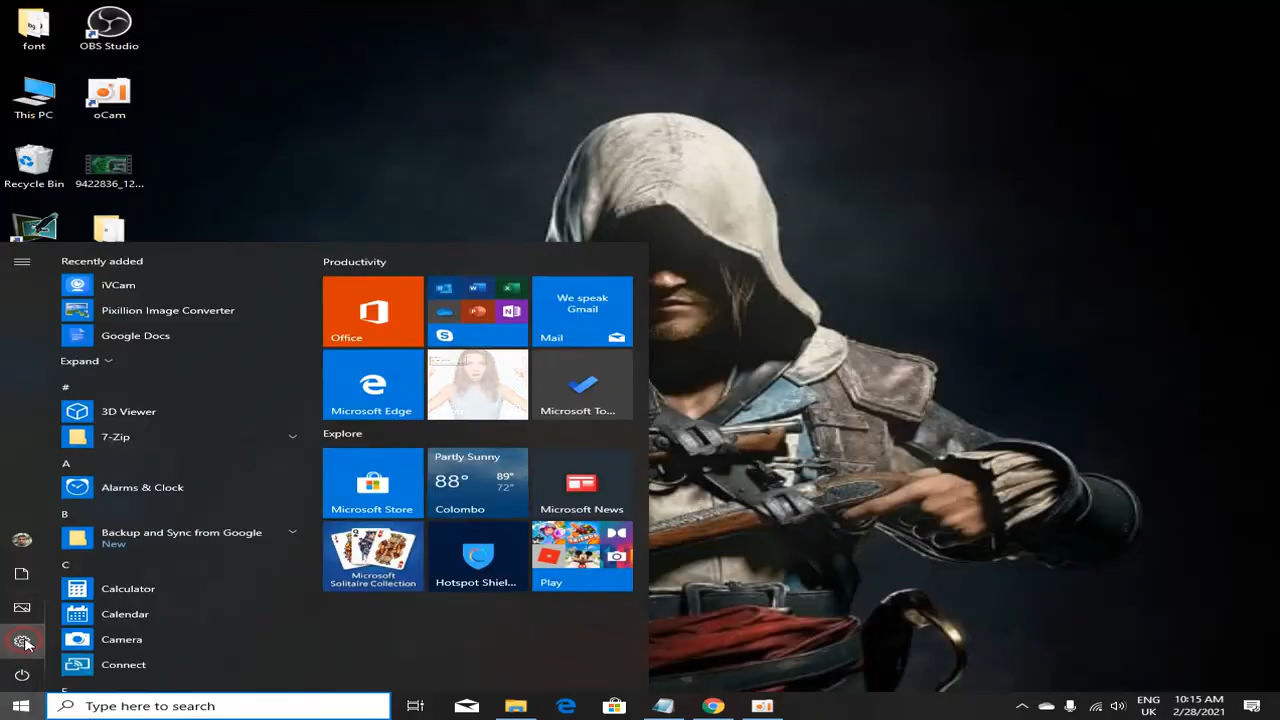 font
OBS Studio
This PC
oCam
Recycle Bin
9422836_12...
Recently added
iVCam
Pixillion Image Converter
Google Docs
Expand
#
3D Viewer
7-Zip
A
Alarms & Clock
B
Backup and Sync from Google
New
C
Calculator
Calendar
Camera
Connect
Productivity
Office
We speak
Gmail
Mail
Microsoft Edge
Microsoft To...
Explore
Microsoft Store
Partly Sunny
88° 89°
72°
Colombo
Microsoft News
Microsoft
Solitaire Collection
Hotspot Shiel...
Play
Type here to search
ENG
UK
10:15 AM
2/28/2021